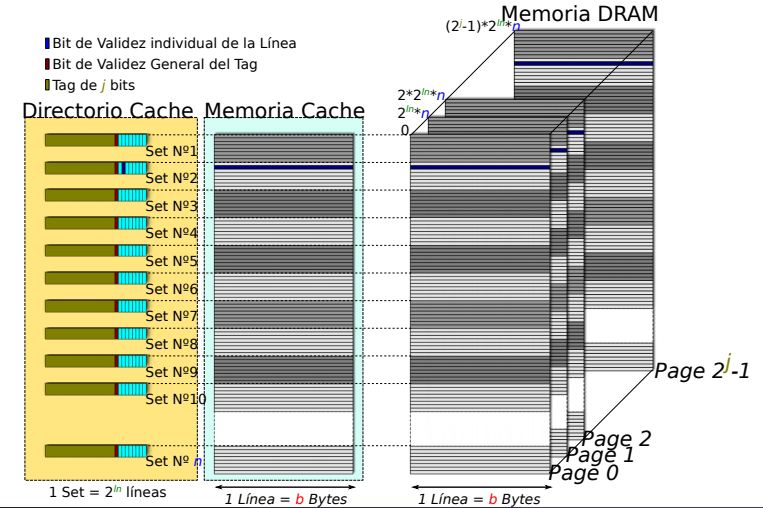 Memoria DRAM
(2ʲ-1)*2ˡⁿ*n
Bit de Validez individual de la Línea
Bit de Validez General del Tag
Tag de j bits
2*2ˡⁿ*n
2ˡⁿ*n
0
Directorio Cache
Memoria Cache
Set Nº1
Set Nº2
Set Nº3
Set Nº4
Set Nº5
Set Nº6
Set Nº7
Set Nº8
Set Nº9
Set Nº10
Set Nº n
Page 2ʲ-1
Page 2
Page 1
Page 0
1 Set = 2ˡⁿ líneas
1 Línea = b Bytes
1 Línea = b Bytes